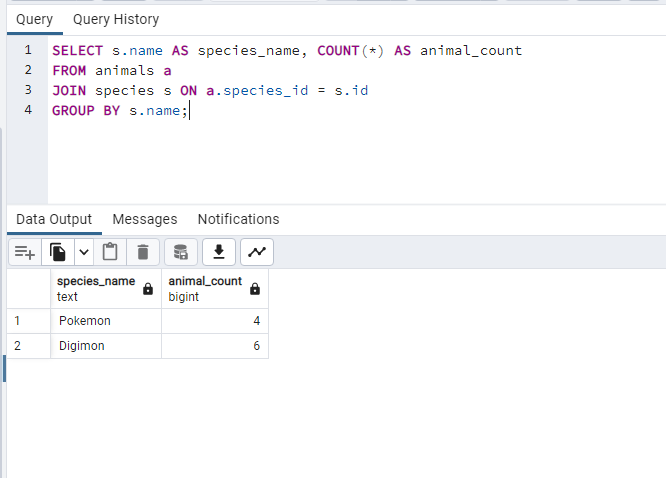 Query Query History
1 SELECT s.name AS species_name, COUNT(*) AS animal_count
2 FROM animals a
3 JOIN species s ON a.species_id = s.id
4 GROUP BY s.name;
Data Output Messages Notifications
species_name animal_count
text bigint
1 Pokemon 4
2 Digimon 6